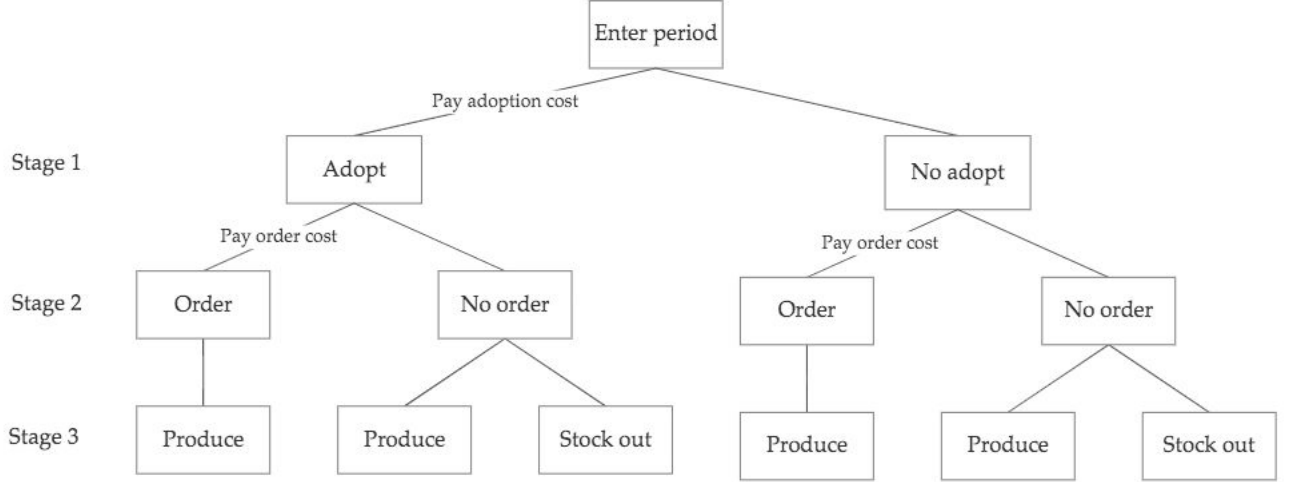 Enter period
Pay adoption cost
Stage 1
Adopt
No adopt
Pay order cost
Pay order cost
Stage 2
Order
No order
Order
No order
Stage 3
Produce
Produce
Stock out
Produce
Produce
Stock out